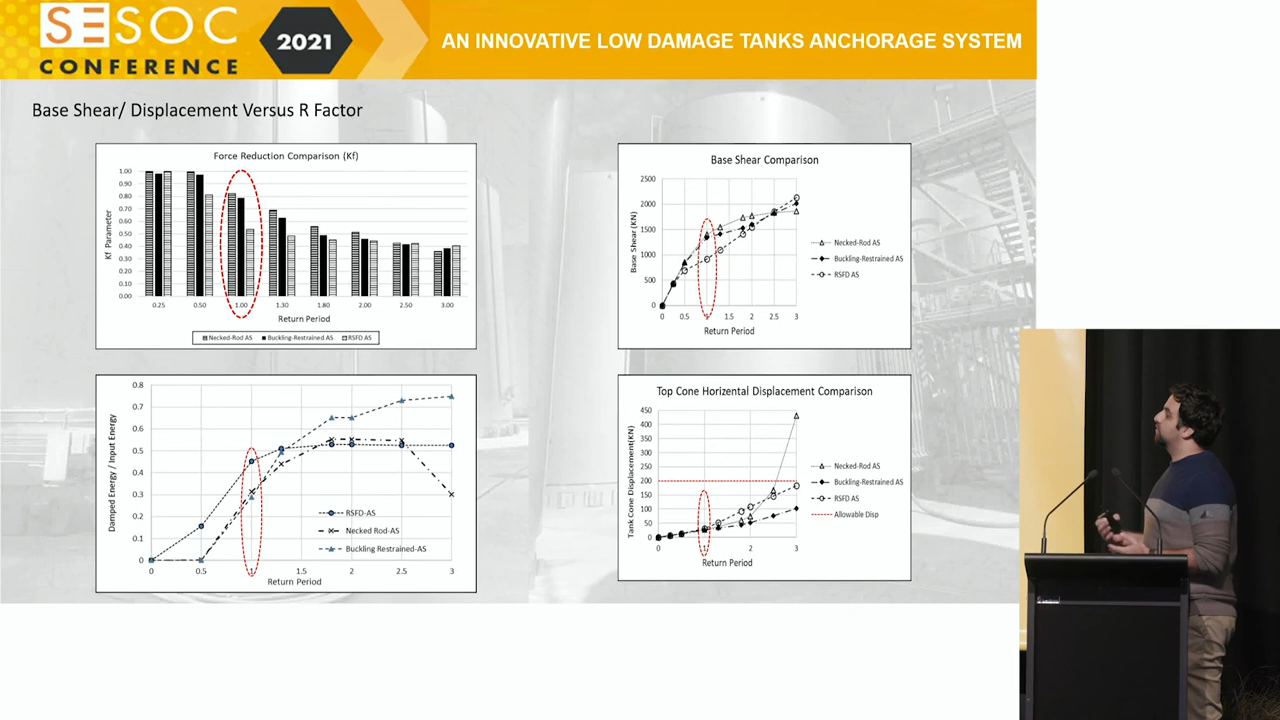 SESOC
CONFERENCE
2021
AN INNOVATIVE LOW DAMAGE TANKS ANCHORAGE SYSTEM
Base Shear/ Displacement Versus R Factor
Force Reduction Comparison (Kf)
Kf Parameter
1.00
0.90
0.80
0.70
0.60
0.50
0.40
0.30
0.20
0.10
0.00
0.25 0.50 1.00 1.30 1.80 2.00 2.50 3.00
Return Period
Necked-Rod AS Buckling-Restrained AS RSFD AS
Base Shear Comparison
Base Shear (KN)
2500
2000
1500
1000
500
0
0 0.5 1 1.5 2 2.5 3
Return Period
Necked-Rod AS
Buckling-Restrained AS
RSFD AS
Damped Energy / Input Energy
0.8
0.7
0.6
0.5
0.4
0.3
0.2
0.1
0
0 0.5 1 1.5 2 2.5 3
Return Period
RSFD-AS
Necked Rod-AS
Buckling Restrained-AS
Top Cone Horizental Displacement Comparison
Tank Cone Displacement(KN)
450
400
350
300
250
200
150
100
50
0
0 1 2 3
Return Period
Necked-Rod AS
Buckling-Restrained AS
RSFD AS
Allowable Disp